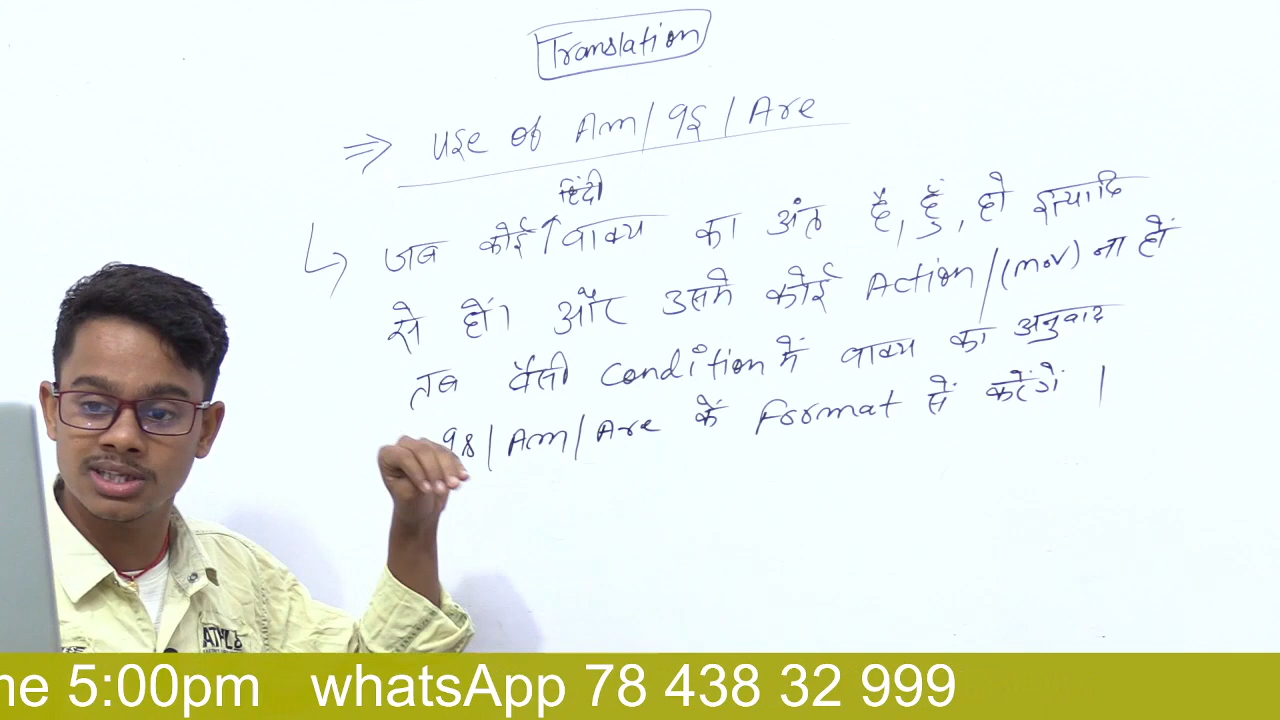 Translation
⇒ Use of Am / Is / Are
हिंदी
जब कोई ↑ वाक्य का अंत है, हूँ, हो इत्यादि
से हों। और उसमें कोई Action / (mov) ना हों
तब वैसी Condition में वाक्य का अनुवाद
Is / Am / Are के Format से करेंगे |
ATHL
ne 5:00pm whatsApp 78 438 32 999